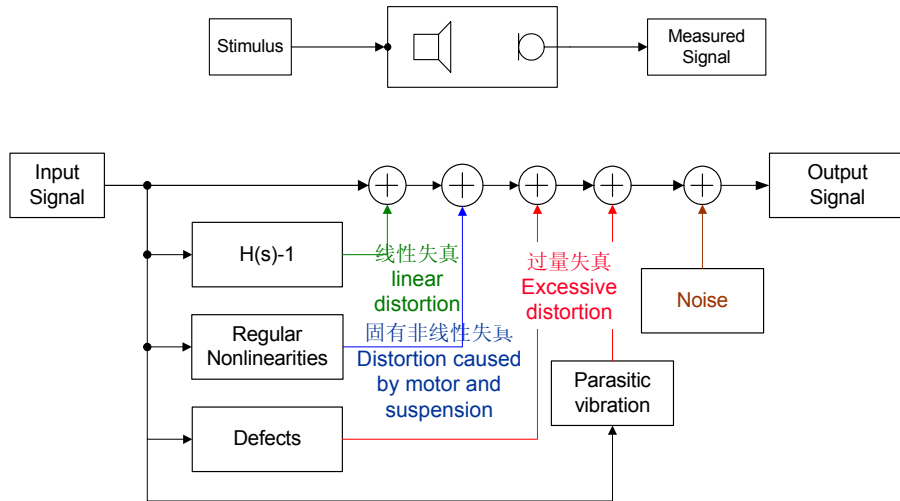 Stimulus
Measured
Signal
Input
Signal
Output
Signal
H(s)-1
线性失真
linear
distortion
过量失真
Excessive
distortion
Noise
Regular
Nonlinearities
固有非线性失真
Distortion caused
by motor and
suspension
Parasitic
vibration
Defects